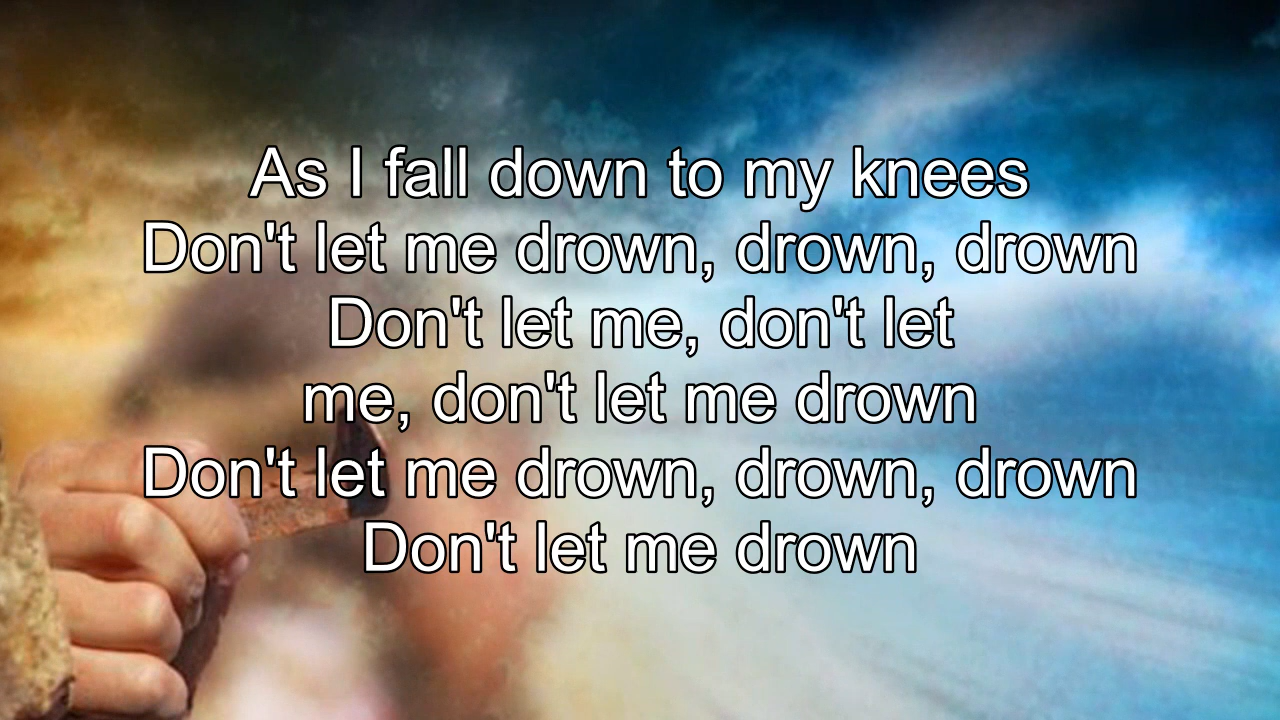 As I fall down to my knees
Don't let me drown, drown, drown
Don't let me, don't let
me, don't let me drown
Don't let me drown, drown, drown
Don't let me drown